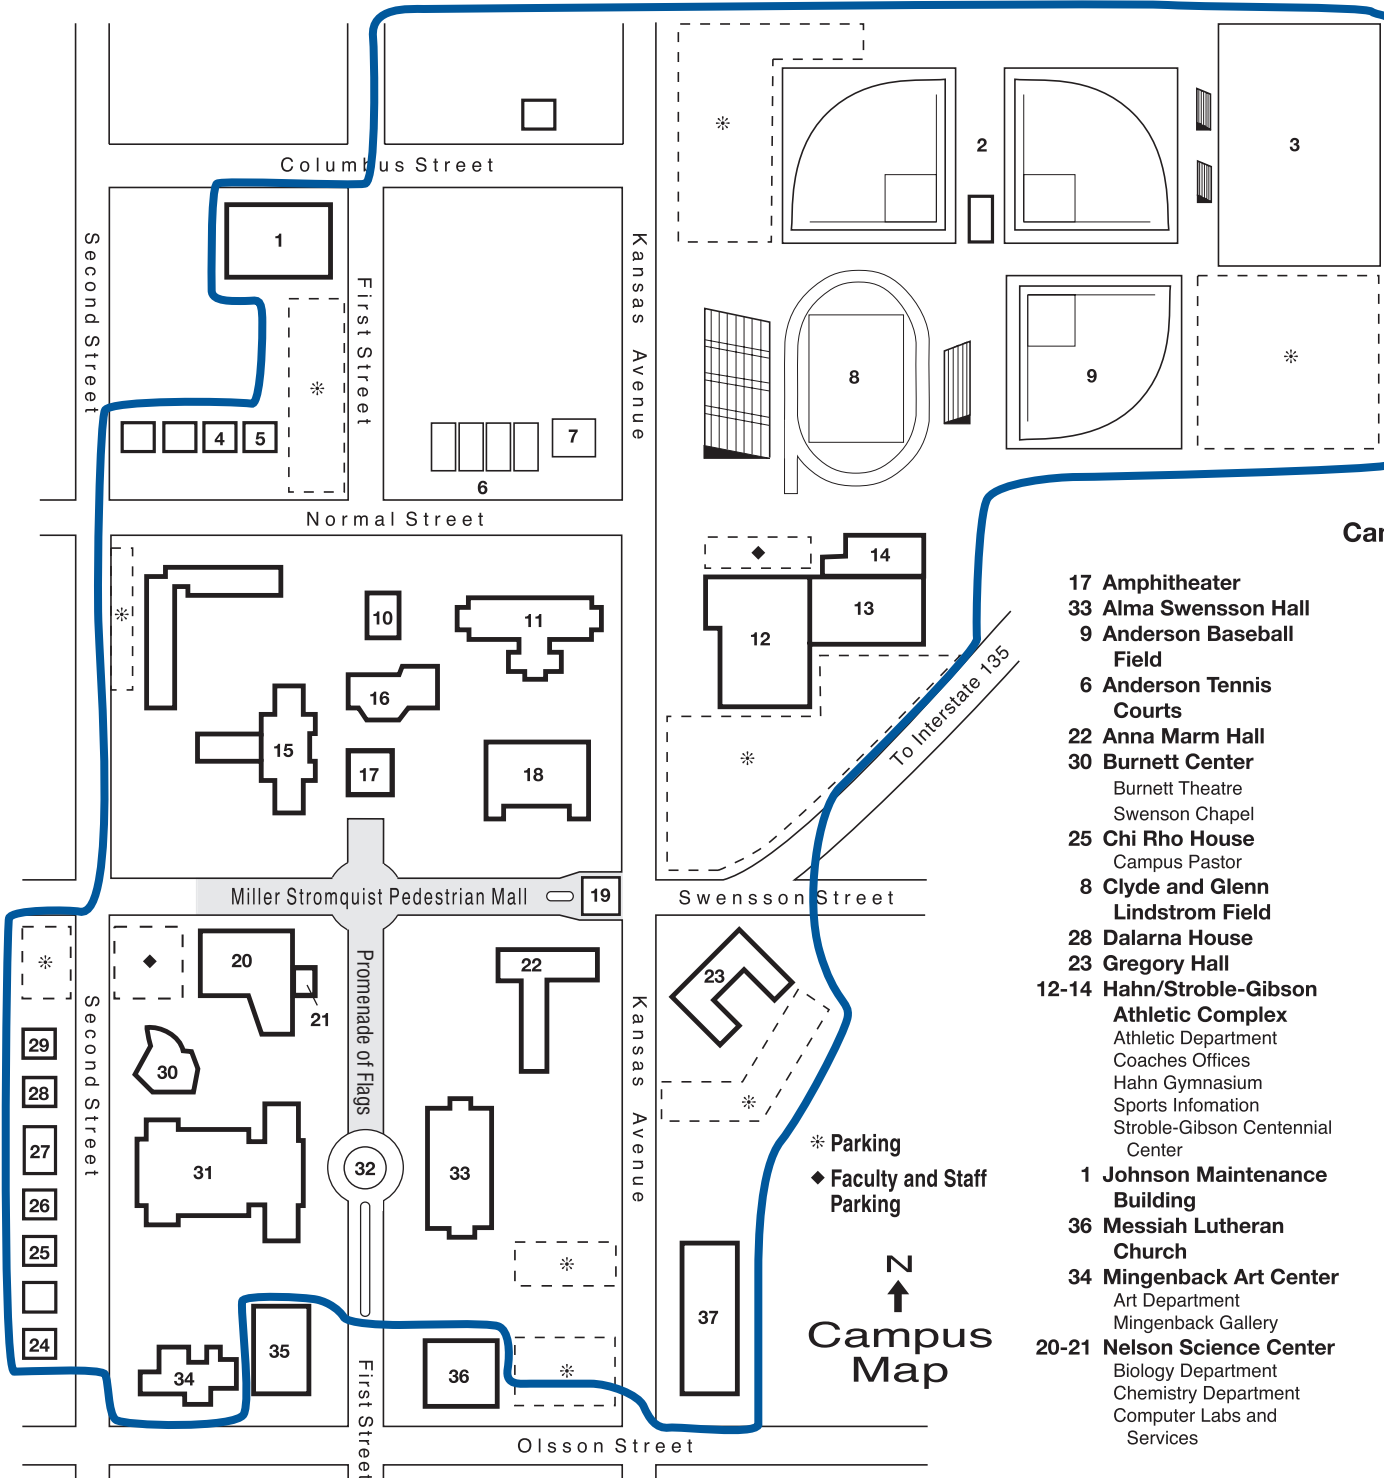 Columbus Street
Second Street
First Street
Kansas Avenue
1
2
3
4
5
6
7
8
9
Normal Street
10
11
12
13
14
15
16
17
18
To Interstate 135
Miller Stromquist Pedestrian Mall
19
Swensson Street
Promenade of Flags
Second Street
Kansas Avenue
20
21
22
23
24
25
26
27
28
29
30
31
32
33
34
35
36
37
First Street
Olsson Street
Parking
Faculty and Staff
Parking
N
Campus
Map
17 Amphitheater
33 Alma Swensson Hall
9 Anderson Baseball
Field
6 Anderson Tennis
Courts
22 Anna Marm Hall
30 Burnett Center
Burnett Theatre
Swenson Chapel
25 Chi Rho House
Campus Pastor
8 Clyde and Glenn
Lindstrom Field
28 Dalarna House
23 Gregory Hall
12-14 Hahn/Stroble-Gibson
Athletic Complex
Athletic Department
Coaches Offices
Hahn Gymnasium
Sports Infomation
Stroble-Gibson Centennial
Center
1 Johnson Maintenance
Building
36 Messiah Lutheran
Church
34 Mingenback Art Center
Art Department
Mingenback Gallery
20-21 Nelson Science Center
Biology Department
Chemistry Department
Computer Labs and
Services